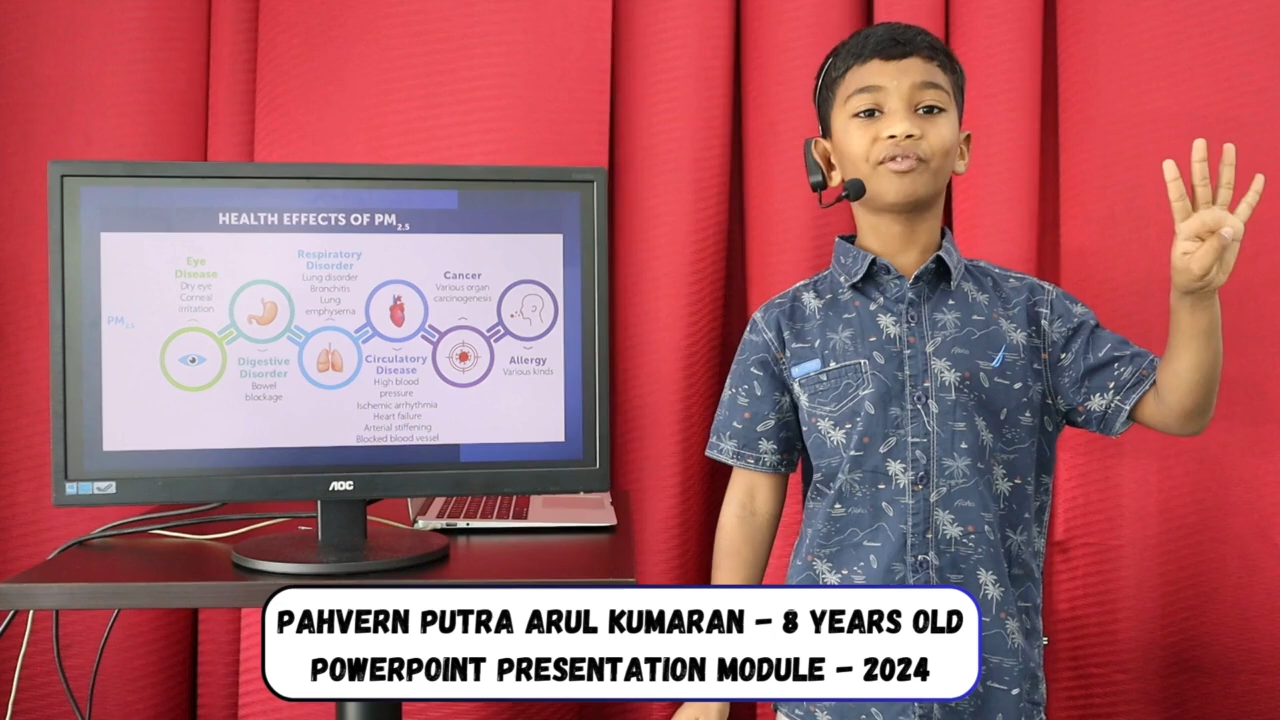 HEALTH EFFECTS OF PM2.5
PM2.5
Eye
Disease
Dry eye
Corneal
irritation
Digestive
Disorder
Bowel
blockage
Respiratory
Disorder
Lung disorder
Bronchitis
Lung
emphysema
Circulatory
Disease
High blood
pressure
Ischemic arrhythmia
Heart failure
Arterial stiffening
Blocked blood vessel
Cancer
Various organ
carcinogenesis
Allergy
Various kinds
AOC
PAHVERN PUTRA ARUL KUMARAN – 8 YEARS OLD
POWERPOINT PRESENTATION MODULE – 2024